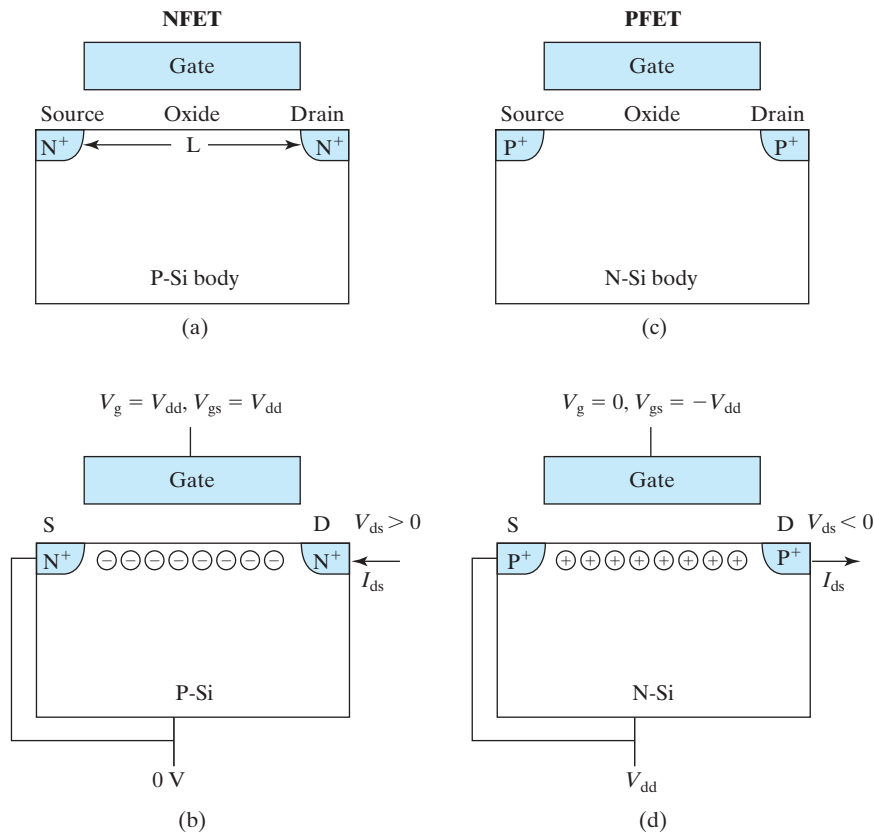 NFET
Gate
Source Oxide Drain
N+ L N+
P-Si body
(a)
PFET
Gate
Source Oxide Drain
P+ P+
N-Si body
(c)
Vg = Vdd, Vgs = Vdd
Gate
S D Vds > 0
N+ − − − − − − − − N+
Ids
P-Si
0 V
(b)
Vg = 0, Vgs = −Vdd
Gate
S D Vds < 0
P+ + + + + + + + + P+
Ids
N-Si
Vdd
(d)